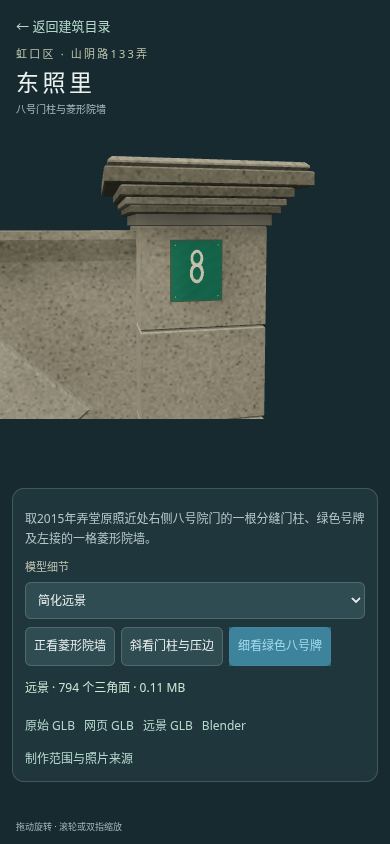 ← 返回建筑目录
虹口区 · 山阴路133弄
东照里
八号门柱与菱形院墙
8
取2015年弄堂原照近处右侧八号院门的一根分缝门柱、绿色号牌
及左接的一格菱形院墙。
模型细节
简化远景
正看菱形院墙 斜看门柱与压边 细看绿色八号牌
远景 · 794 个三角面 · 0.11 MB
原始 GLB 网页 GLB 远景 GLB Blender
制作范围与照片来源
拖动旋转 · 滚轮或双指缩放